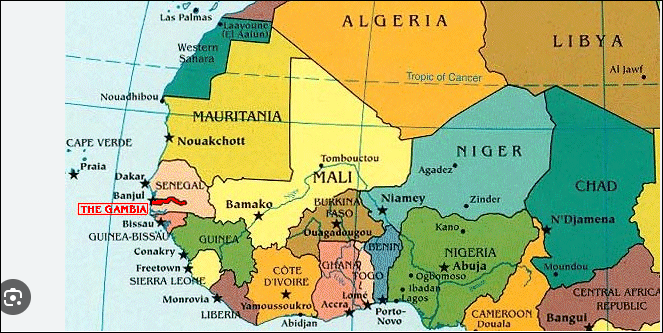 Las Palmas
ALGERIA
LIBYA
Laayoune
(El Aaiún)
Western
Sahara
Al Jawf
Tropic of Cancer
Nouadhibou
MAURITANIA
Nouakchott
CAPE VERDE
Praia
Tombouctou
NIGER
Agadez
MALI
CHAD
Dakar
SENEGAL
Banjul
THE GAMBIA
Bamako
BURKINA
FASO
Niamey
Zinder
N'Djamena
Bissau
GUINEA-BISSAU
Ouagadougou
Kano
GUINEA
BENIN
NIGERIA
Abuja
Conakry
Freetown
SIERRA LEONE
CÔTE
D'IVOIRE
GHANA
TOGO
Ogbomoso
Ibadan
Lagos
Moundou
CENTRAL AFRICA
REPUBLIC
Monrovia
LIBERIA
Yamoussoukro
Abidjan
Accra
Lomé
Porto-
Novo
CAMEROON
Douala
Bangui